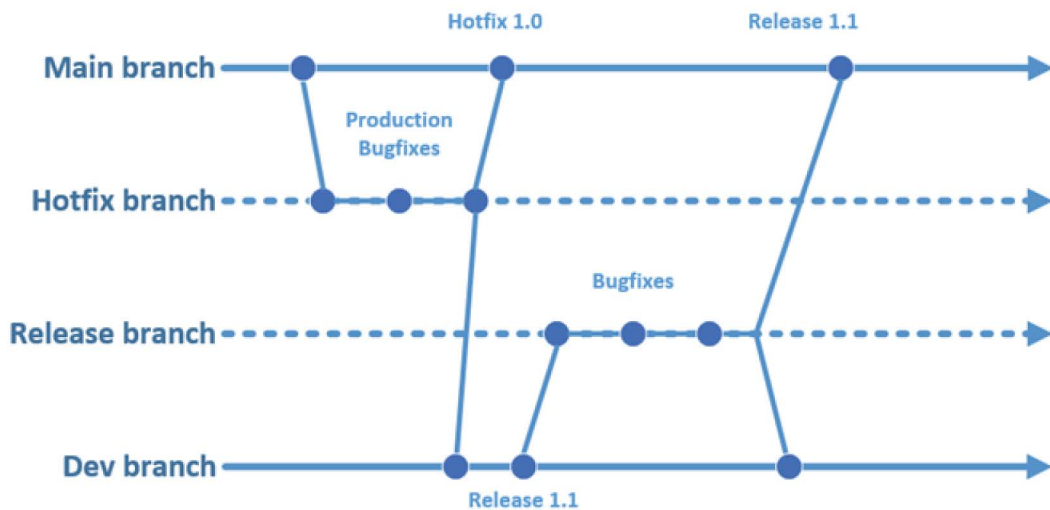 Hotfix 1.0
Release 1.1
Main branch
Production
Bugfixes
Hotfix branch
Bugfixes
Release branch
Dev branch
Release 1.1